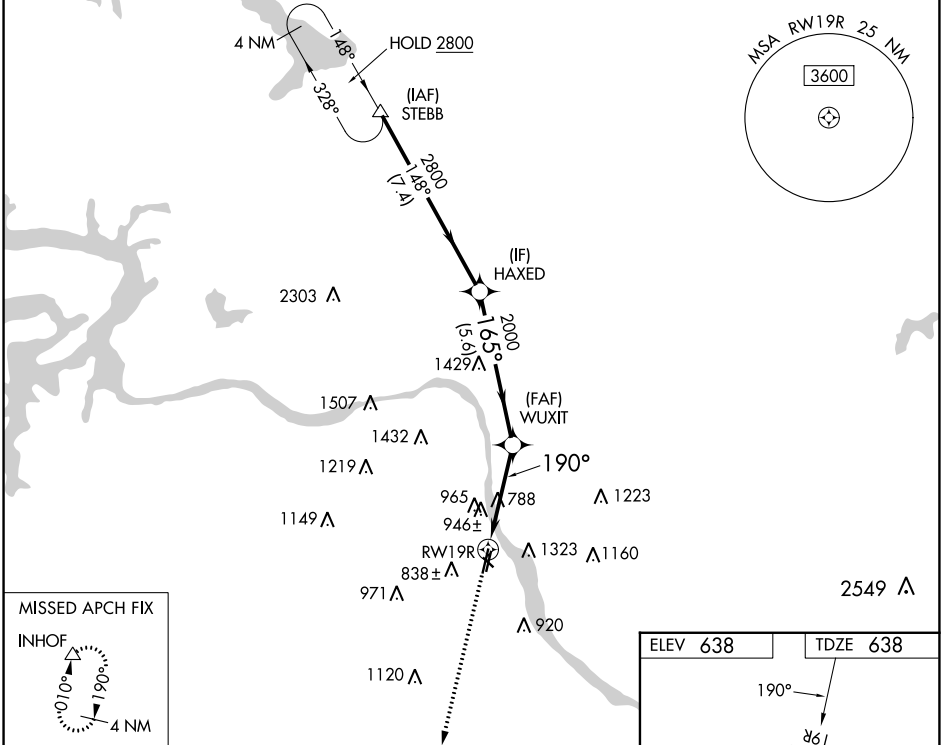 4 NM
148°
328°
HOLD 2800
(IAF)
STEBB
2800
148°
(7.4)
MSA RW19R 25 NM
3600
(IF)
HAXED
2303
2000
165°
(5.6)
1429
(FAF)
WUXIT
1507
1432
1219
190°
965
788
1223
946±
1149
RW19R
1323
1160
838±
971
2549
920
1120
MISSED APCH FIX
INHOF
010°
190°
4 NM
ELEV 638
TDZE 638
190°
19R